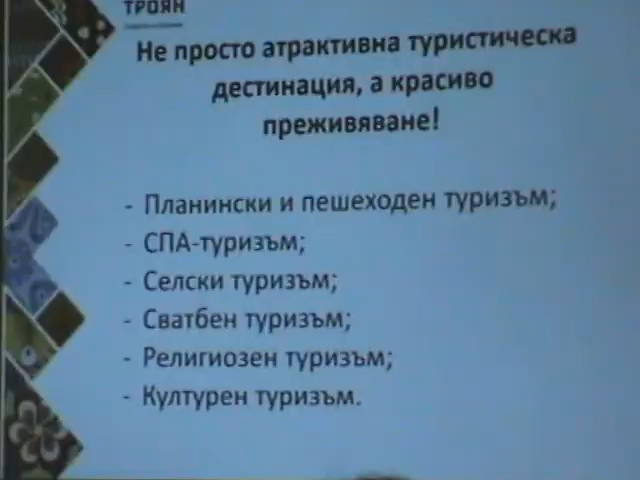 ТРОЯН
Не просто атрактивна туристическа
дестинация, а красиво
преживяване!
- Планински и пешеходен туризъм;
- СПА-туризъм;
- Селски туризъм;
- Сватбен туризъм;
- Религиозен туризъм;
- Културен туризъм.